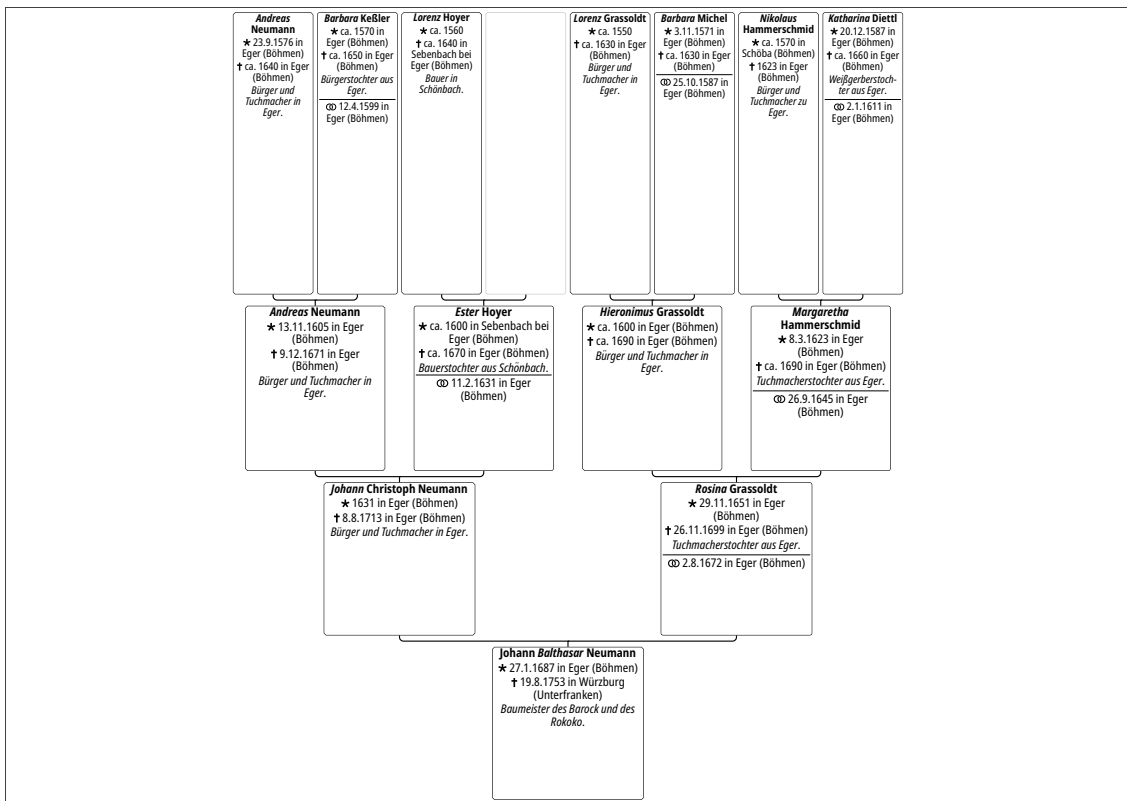 Andreas
Neumann
★ 23.9.1576 in
Eger (Böhmen)
† ca. 1640 in Eger
(Böhmen)
Bürger und
Tuchmacher in
Eger.
Barbara Keßler
★ ca. 1570 in
Eger (Böhmen)
† ca. 1650 in Eger
(Böhmen)
Bürgerstochter aus
Eger.
⚭ 12.4.1599 in
Eger (Böhmen)
Lorenz Hoyer
★ ca. 1560
† ca. 1640 in
Sebenbach bei
Eger (Böhmen)
Bauer in
Schönbach.
Lorenz Grassoldt
★ ca. 1550
† ca. 1630 in Eger
(Böhmen)
Bürger und
Tuchmacher in
Eger.
Barbara Michel
★ 3.11.1571 in
Eger (Böhmen)
† ca. 1630 in Eger
(Böhmen)
⚭ 25.10.1587 in
Eger (Böhmen)
Nikolaus
Hammerschmid
★ ca. 1570 in
Schöba (Böhmen)
† 1623 in Eger
(Böhmen)
Bürger und
Tuchmacher zu
Eger.
Katharina Diettl
★ 20.12.1587 in
Eger (Böhmen)
† ca. 1660 in Eger
(Böhmen)
Weißgerberstoch-
ter aus Eger.
⚭ 2.1.1611 in
Eger (Böhmen)
Andreas Neumann
★ 13.11.1605 in Eger
(Böhmen)
† 9.12.1671 in Eger
(Böhmen)
Bürger und Tuchmacher in
Eger.
Ester Hoyer
★ ca. 1600 in Sebenbach bei
Eger (Böhmen)
† ca. 1670 in Eger (Böhmen)
Bauerstochter aus Schönbach.
⚭ 11.2.1631 in Eger
(Böhmen)
Hieronimus Grassoldt
★ ca. 1600 in Eger (Böhmen)
† ca. 1690 in Eger (Böhmen)
Bürger und Tuchmacher in
Eger.
Margaretha
Hammerschmid
★ 8.3.1623 in Eger
(Böhmen)
† ca. 1690 in Eger (Böhmen)
Tuchmacherstochter aus Eger.
⚭ 26.9.1645 in Eger
(Böhmen)
Johann Christoph Neumann
★ 1631 in Eger (Böhmen)
† 8.8.1713 in Eger (Böhmen)
Bürger und Tuchmacher in Eger.
Rosina Grassoldt
★ 29.11.1651 in Eger
(Böhmen)
† 26.11.1699 in Eger (Böhmen)
Tuchmacherstochter aus Eger.
⚭ 2.8.1672 in Eger (Böhmen)
Johann Balthasar Neumann
★ 27.1.1687 in Eger (Böhmen)
† 19.8.1753 in Würzburg
(Unterfranken)
Baumeister des Barock und des
Rokoko.